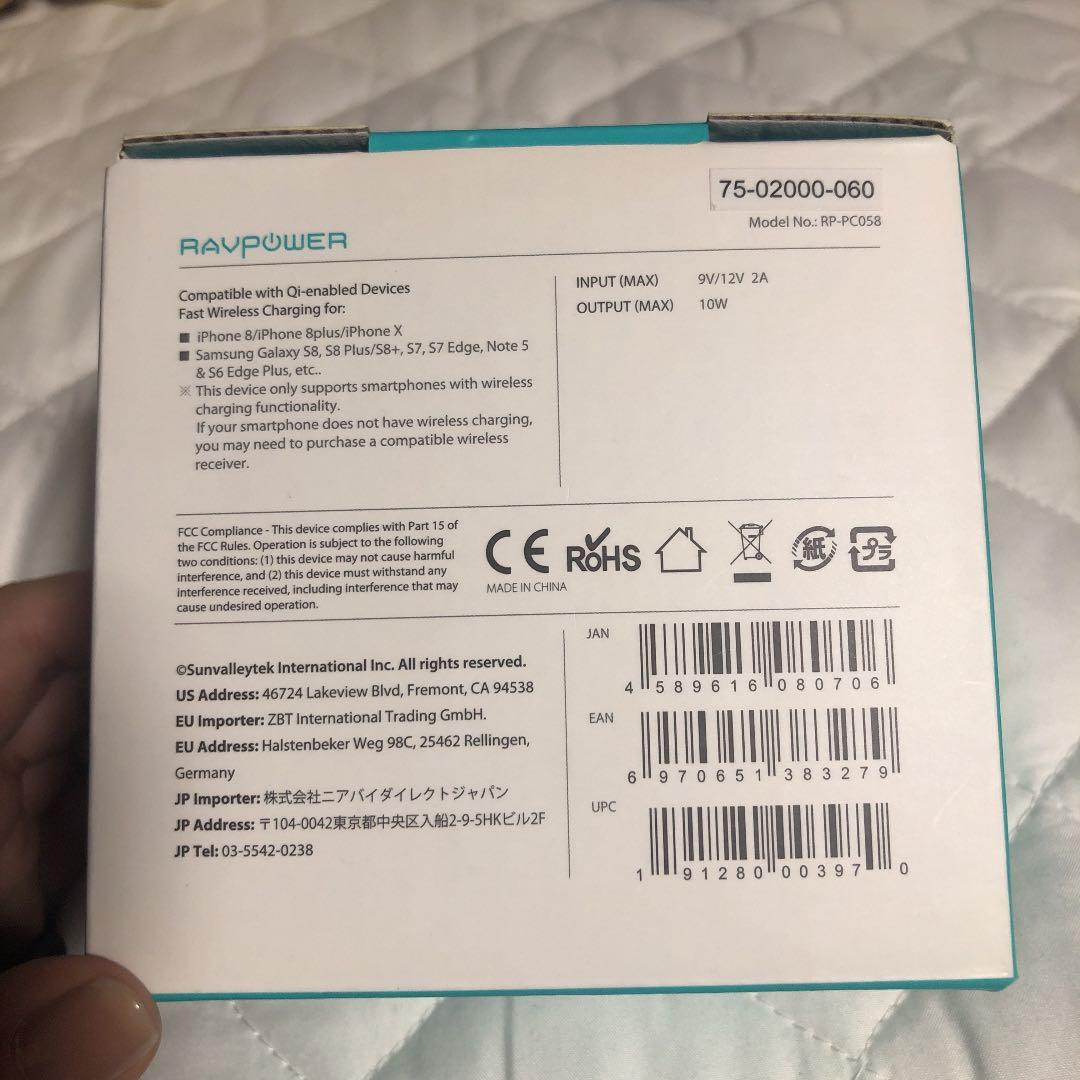 75-02000-060
Model No.: RP-PC058
RAVPOWER
Compatible with Qi-enabled Devices
Fast Wireless Charging for:
■ iPhone 8/iPhone 8plus/iPhone X
■ Samsung Galaxy S8, S8 Plus/S8+, S7, S7 Edge, Note 5
& S6 Edge Plus, etc..
※ This device only supports smartphones with wireless
charging functionality.
If your smartphone does not have wireless charging,
you may need to purchase a compatible wireless
receiver.
INPUT (MAX) 9V/12V 2A
OUTPUT (MAX) 10W
FCC Compliance - This device complies with Part 15 of
the FCC Rules. Operation is subject to the following
two conditions: (1) this device may not cause harmful
interference, and (2) this device must withstand any
interference received, including interference that may
cause undesired operation.
CE RoHS 紙 プラ
MADE IN CHINA
©Sunvalleytek International Inc. All rights reserved.
US Address: 46724 Lakeview Blvd, Fremont, CA 94538
EU Importer: ZBT International Trading GmbH.
EU Address: Halstenbeker Weg 98C, 25462 Rellingen,
Germany
JP Importer: 株式会社ニアバイダイレクトジャパン
JP Address: 〒104-0042東京都中央区入船2-9-5HKビル2F
JP Tel: 03-5542-0238
JAN
4 589616 080706
EAN
6 970651 383279
UPC
1 91280 00397 0